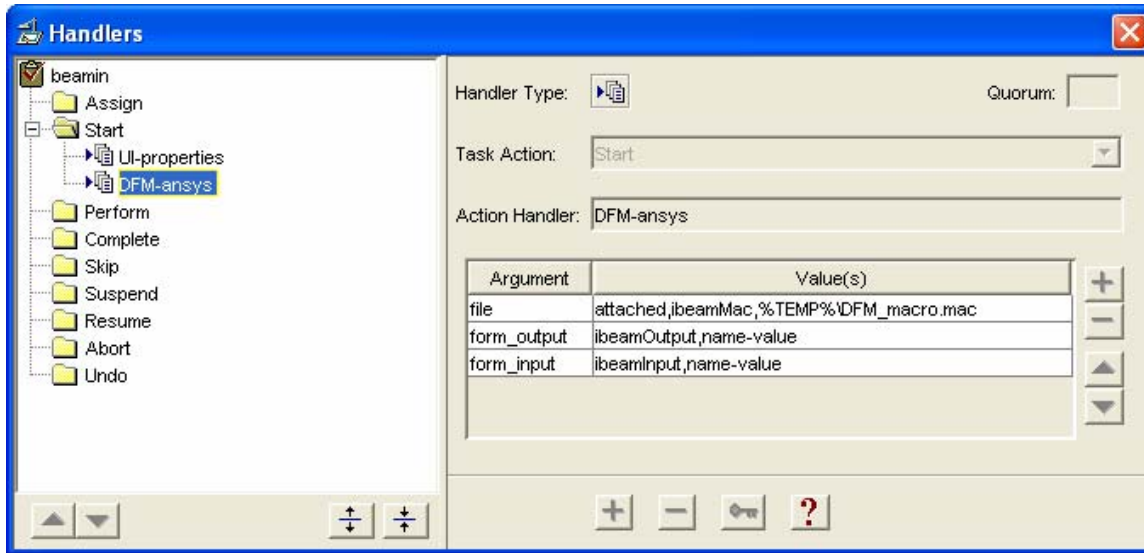 Handlers
beamin
Assign
Start
UI-properties
DFM-ansys
Perform
Complete
Skip
Suspend
Resume
Abort
Undo
Handler Type:
Quorum:
Task Action:
Start
Action Handler:
DFM-ansys
Argument Value(s)
file attached,ibeamMac,%TEMP%\DFM_macro.mac
form_output ibeamOutput,name-value
form_input ibeamInput,name-value
?